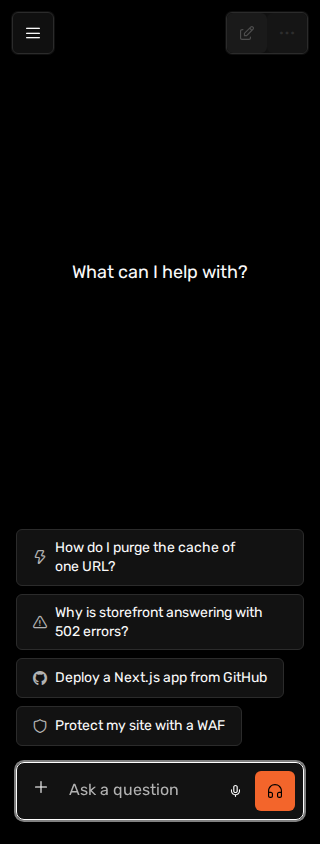 What can I help with?
How do I purge the cache of
one URL?
Why is storefront answering with
502 errors?
Deploy a Next.js app from GitHub
Protect my site with a WAF
Ask a question